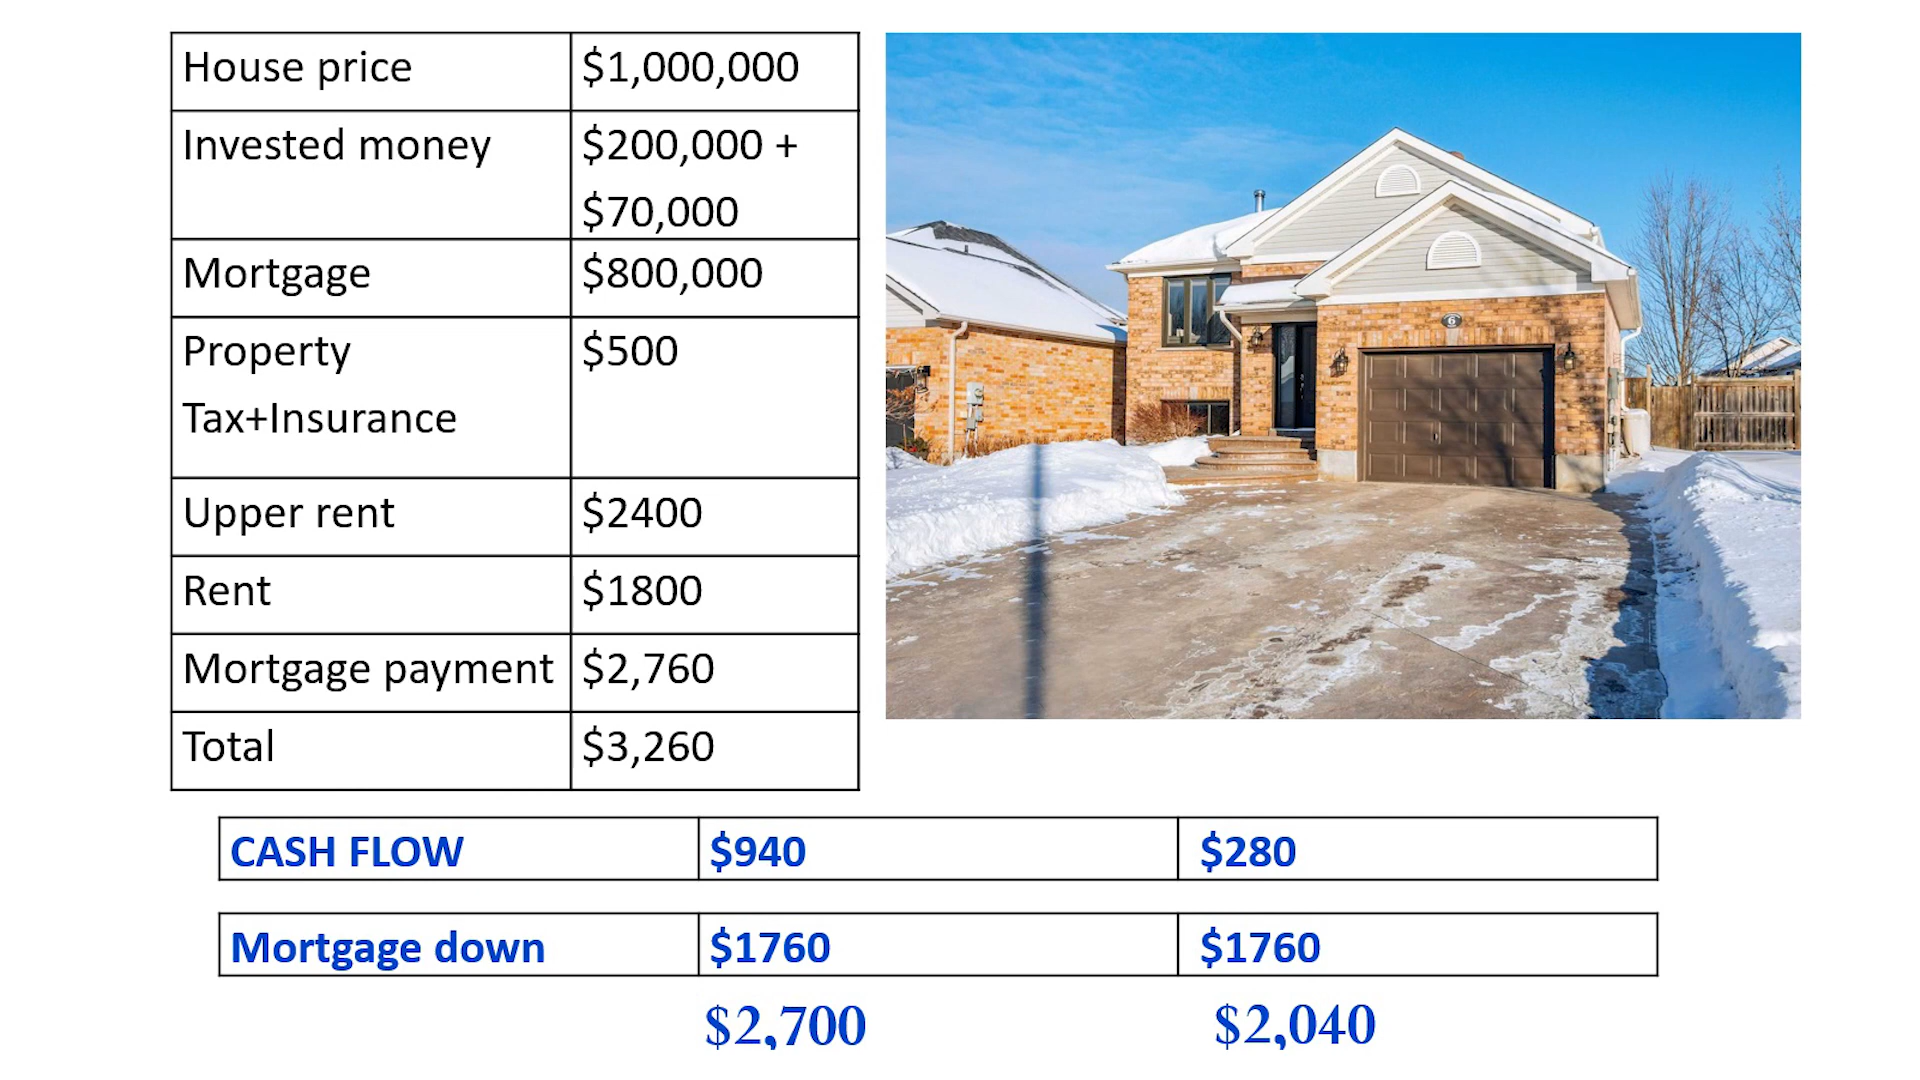 House price $1,000,000
Invested money $200,000 +
$70,000
Mortgage $800,000
Property $500
Tax+Insurance
Upper rent $2400
Rent $1800
Mortgage payment $2,760
Total $3,260
6
CASH FLOW $940 $280
Mortgage down $1760 $1760
$2,700 $2,040